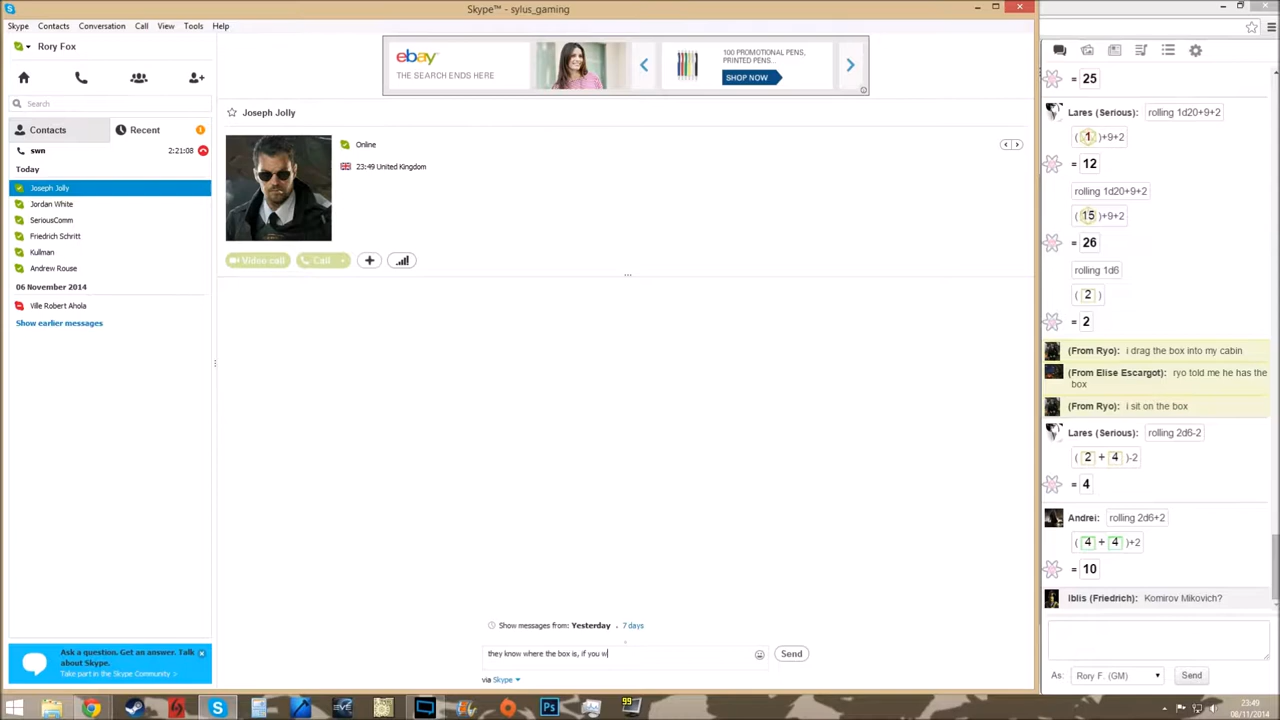 Skype™ - sylus_gaming
Skype Contacts Conversation Call View Tools Help
Rory Fox
Search
Contacts
Recent
1
swn 2:21:08
Today
Joseph Jolly
Jordan White
SeriousComm
Friedrich Schritt
Kullman
Andrew Rouse
06 November 2014
Ville Robert Ahola
Show earlier messages
Ask a question. Get an answer. Talk
about Skype.
Take part in the Skype Community >
ebay
THE SEARCH ENDS HERE
100 PROMOTIONAL PENS,
PRINTED PENS...
SHOP NOW
Joseph Jolly
Online
23:49 United Kingdom
Video call
Call
Show messages from: Yesterday • 7 days
they know where the box is, if you w
Send
via Skype
= 25
Lares (Serious): rolling 1d20+9+2
(1)+9+2
= 12
rolling 1d20+9+2
(15)+9+2
= 26
rolling 1d6
(2)
= 2
(From Ryo): i drag the box into my cabin
(From Elise Escargot): ryo told me he has the
box
(From Ryo): i sit on the box
Lares (Serious): rolling 2d6-2
(2+4)-2
= 4
Andrei: rolling 2d6+2
(4+4)+2
= 10
Iblis (Friedrich): Komirov Mikovich?
As: Rory F. (GM)
Send
99
23:49
06/11/2014